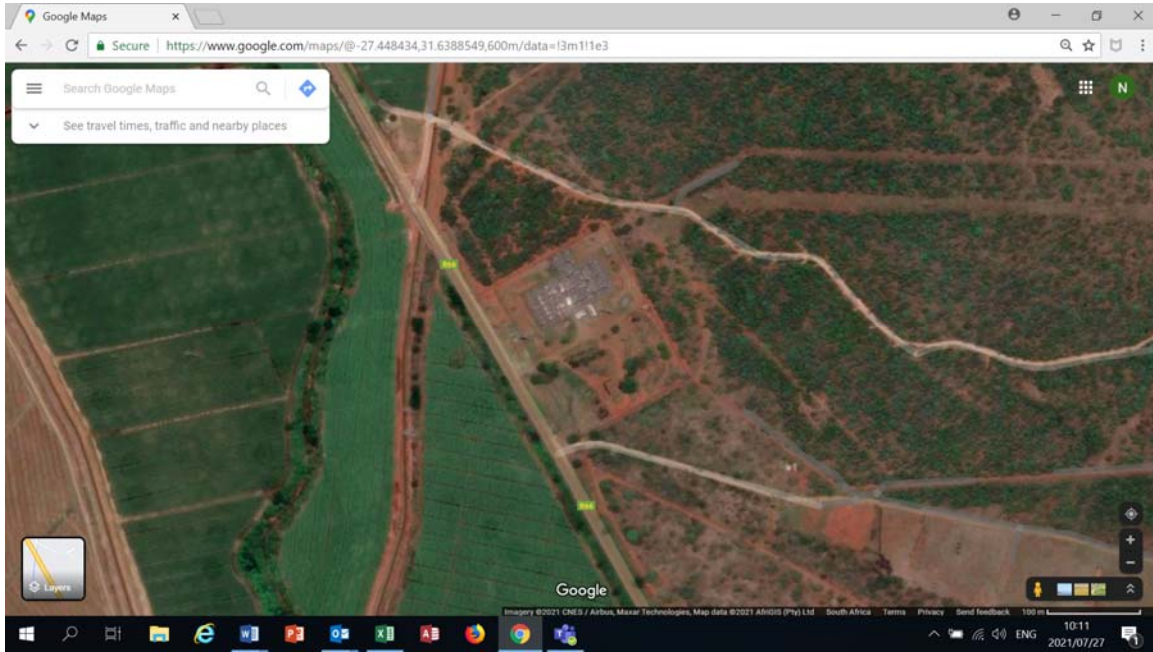 Google Maps
Secure https://www.google.com/maps/@-27.448434,31.6388549,600m/data=!3m1!1e3
Search Google Maps
N
See travel times, traffic and nearby places
R66
R66
Layers
Google
Imagery ©2021 CNES / Airbus, Maxar Technologies, Map data ©2021 AfriGIS (Pty) Ltd South Africa Terms Privacy Send feedback 100 m
ENG
10:11
2021/07/27